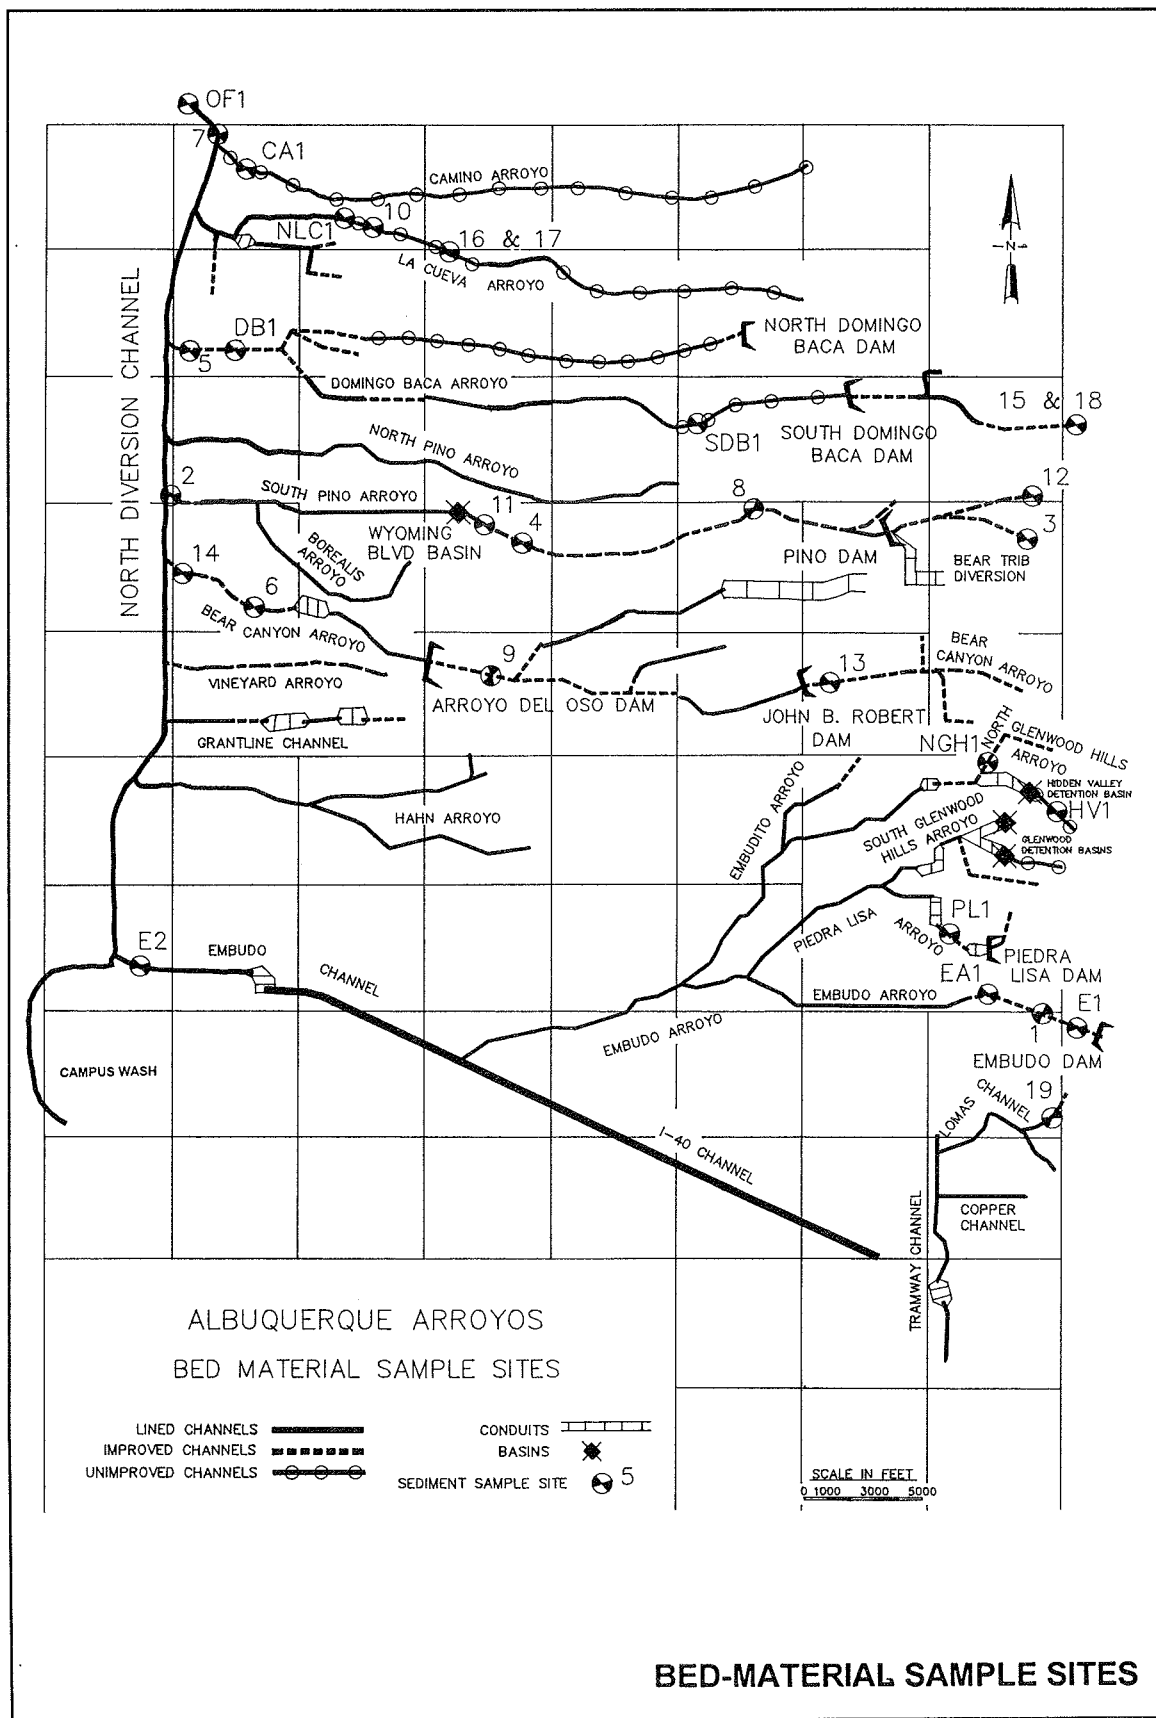 OF1
7
CA1
CAMINO ARROYO
NLC1
10
16 & 17
LA CUEVA ARROYO
NORTH DIVERSION CHANNEL
DB1
5
NORTH DOMINGO
BACA DAM
DOMINGO BACA ARROYO
15 & 18
SDB1
SOUTH DOMINGO
BACA DAM
NORTH PINO ARROYO
2
SOUTH PINO ARROYO
WYOMING
BLVD BASIN
11
4
8
12
3
PINO DAM
BEAR TRIB
DIVERSION
BOREALIS
ARROYO
14
6
BEAR CANYON ARROYO
9
ARROYO DEL OSO DAM
13
BEAR
CANYON ARROYO
JOHN B. ROBERT
DAM
VINEYARD ARROYO
GRANTLINE CHANNEL
HAHN ARROYO
NGH1
NORTH
GLENWOOD HILLS
ARROYO
HIDDEN VALLEY
DETENTION BASIN
HV1
EMBUDITO ARROYO
SOUTH GLENWOOD
HILLS ARROYO
GLENWOOD
DETENTION BASINS
PIEDRA LISA
ARROYO
PL1
PIEDRA
LISA DAM
E2
EMBUDO
CHANNEL
EA1
EMBUDO ARROYO
E1
1
EMBUDO ARROYO
EMBUDO DAM
CAMPUS WASH
19
LOMAS CHANNEL
I-40 CHANNEL
COPPER
CHANNEL
TRAMWAY CHANNEL
ALBUQUERQUE ARROYOS
BED MATERIAL SAMPLE SITES
LINED CHANNELS
IMPROVED CHANNELS
UNIMPROVED CHANNELS
CONDUITS
BASINS
SEDIMENT SAMPLE SITE 5
SCALE IN FEET
0 1000 3000 5000
N
BED-MATERIAL SAMPLE SITES